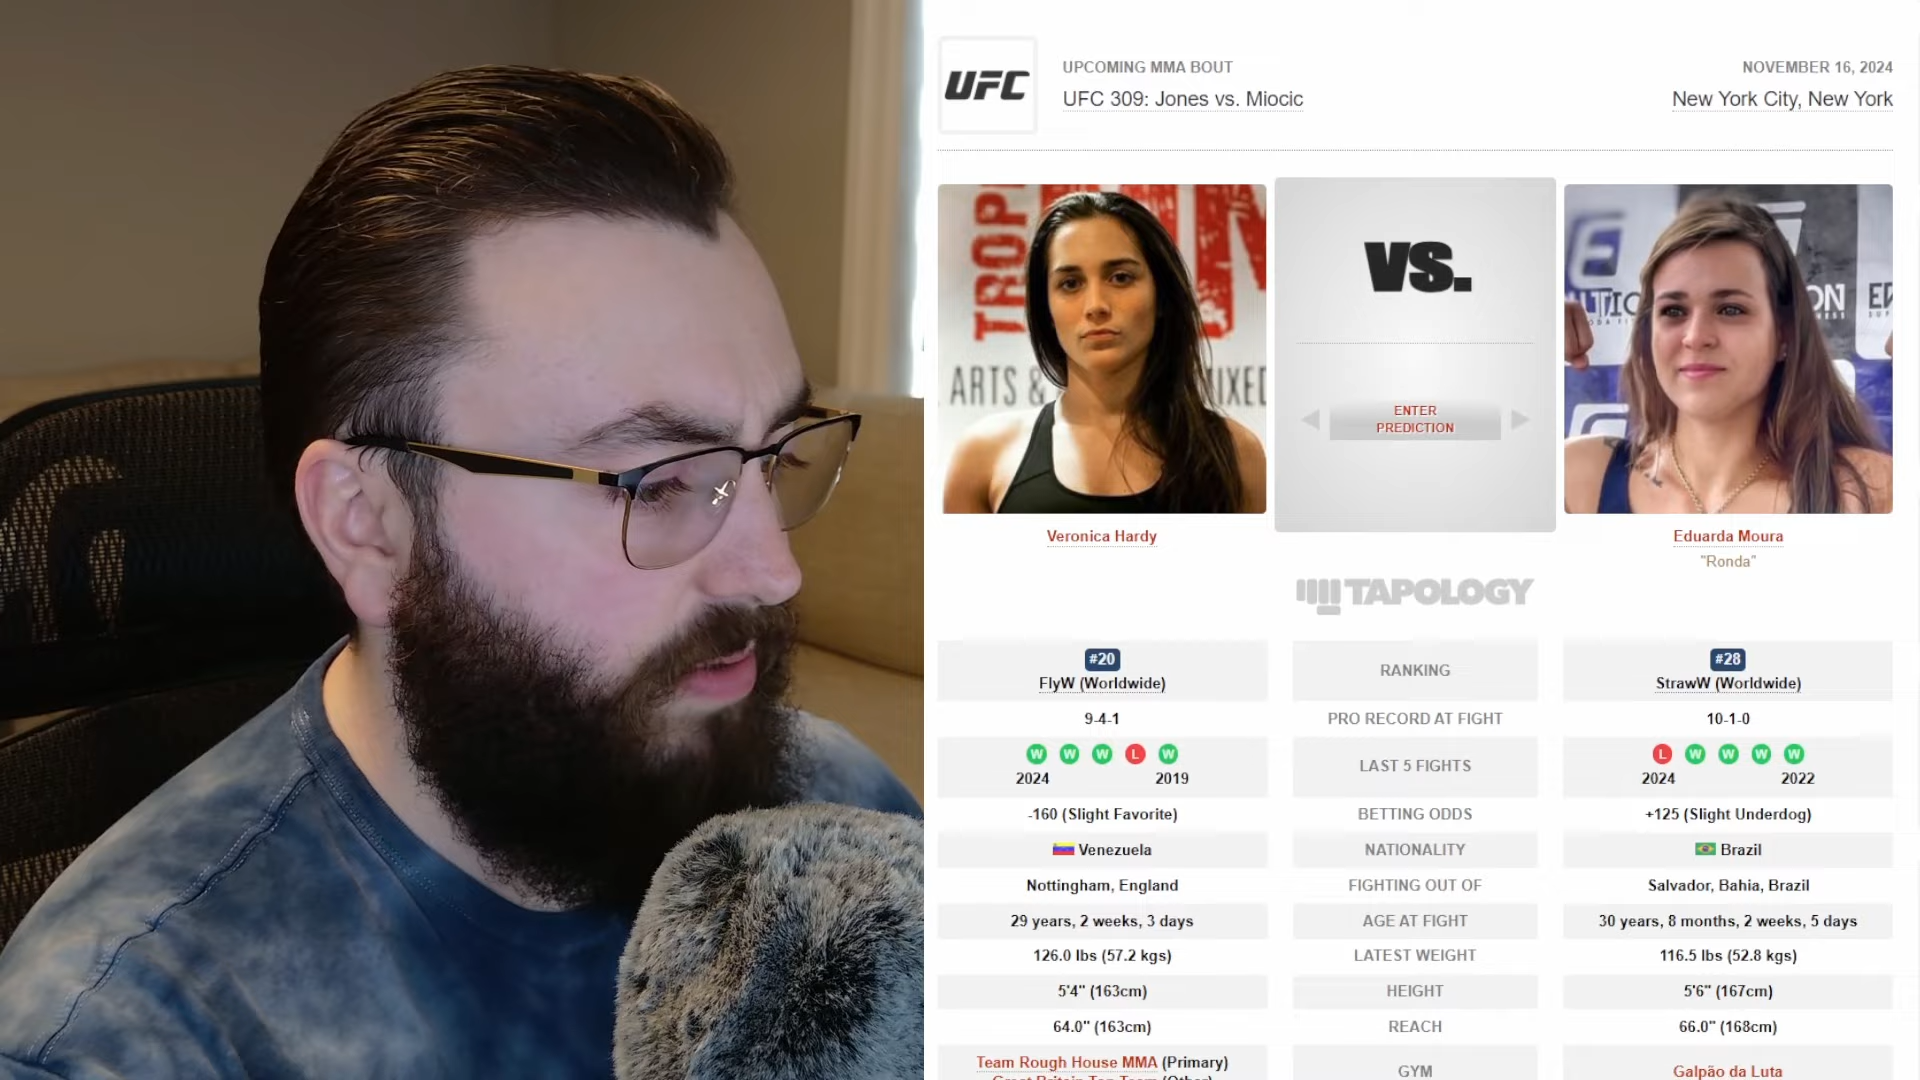 UFC
UPCOMING MMA BOUT
UFC 309: Jones vs. Miocic
NOVEMBER 16, 2024
New York City, New York
TROP
ARTS &
MIXED
VS.
ENTER
PREDICTION
Veronica Hardy
Eduarda Moura
"Ronda"
TAPOLOGY
#20
FlyW (Worldwide)
RANKING
#28
StrawW (Worldwide)
9-4-1
PRO RECORD AT FIGHT
10-1-0
W W W L W
2024 2019
LAST 5 FIGHTS
L W W W W
2024 2022
-160 (Slight Favorite)
BETTING ODDS
+125 (Slight Underdog)
Venezuela
NATIONALITY
Brazil
Nottingham, England
FIGHTING OUT OF
Salvador, Bahia, Brazil
29 years, 2 weeks, 3 days
AGE AT FIGHT
30 years, 8 months, 2 weeks, 5 days
126.0 lbs (57.2 kgs)
LATEST WEIGHT
116.5 lbs (52.8 kgs)
5'4" (163cm)
HEIGHT
5'6" (167cm)
64.0" (163cm)
REACH
66.0" (168cm)
Team Rough House MMA (Primary)
GYM
Galpão da Luta